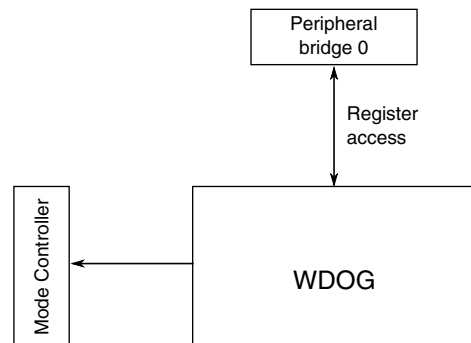 Peripheral
bridge 0
Register
access
Mode Controller
WDOG